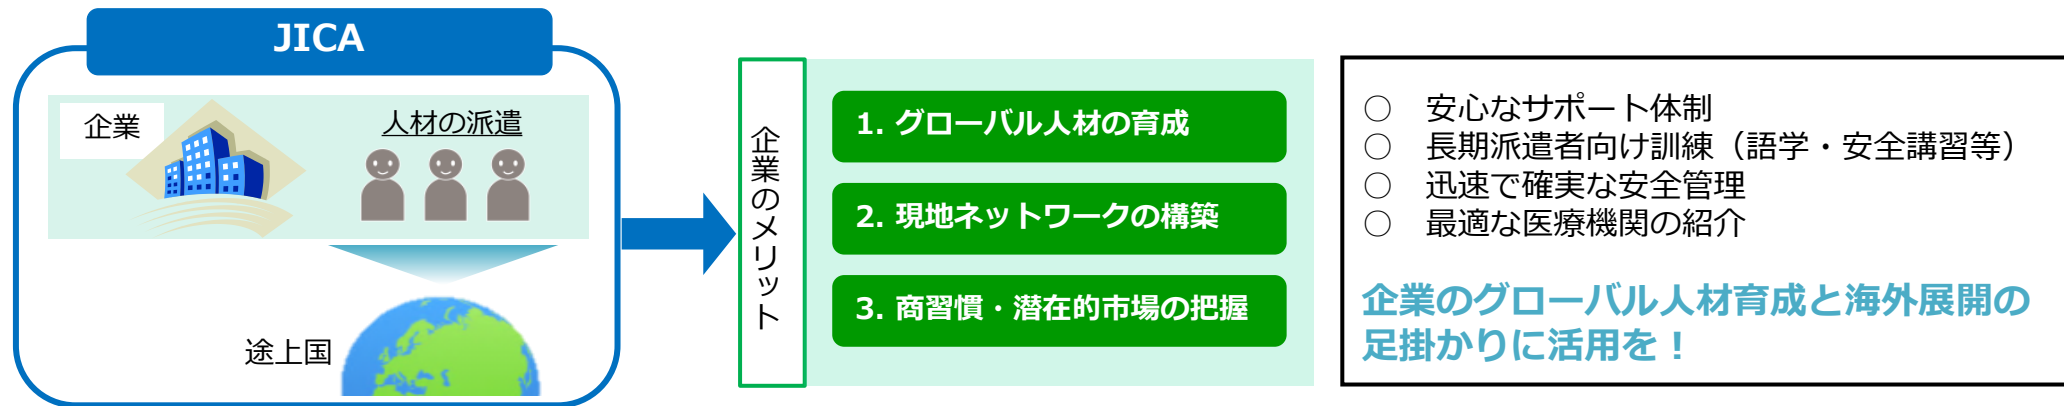 JICA
企業
人材の派遣
途上国
企業のメリット
1. グローバル人材の育成
2. 現地ネットワークの構築
3. 商習慣・潜在的市場の把握
○ 安心なサポート体制
○ 長期派遣者向け訓練（語学・安全講習等）
○ 迅速で確実な安全管理
○ 最適な医療機関の紹介
企業のグローバル人材育成と海外展開の
足掛かりに活用を！